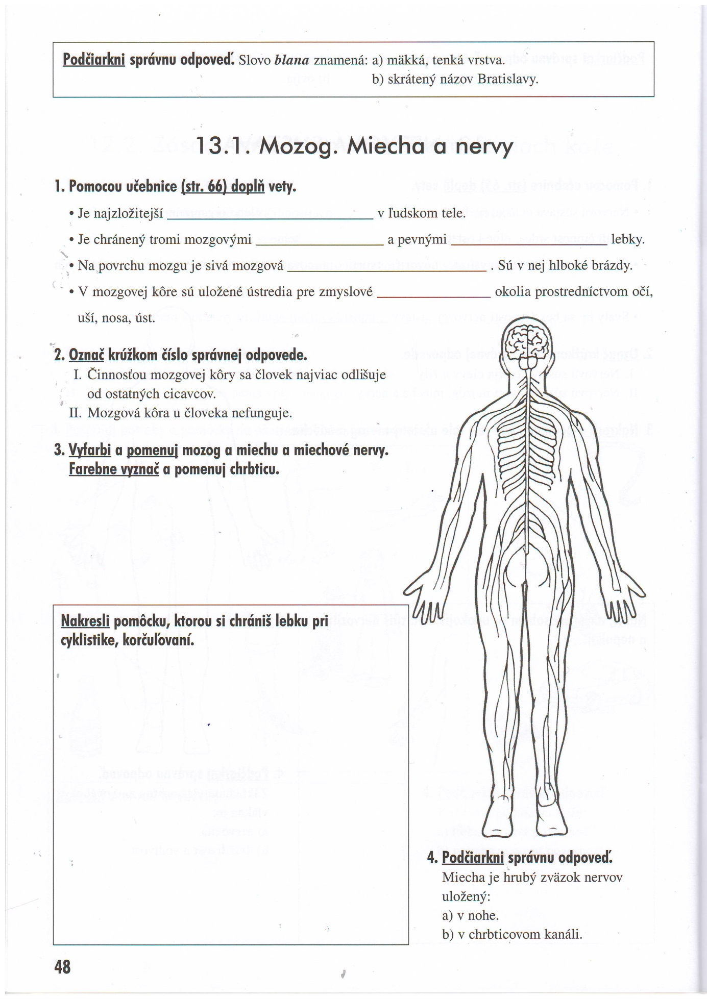 Podčiarkni správnu odpoveď. Slovo blana znamená: a) mäkká, tenká vrstva.
b) skrátený názov Bratislavy.
13.1. Mozog. Miecha a nervy
1. Pomocou učebnice (str. 66) doplň vety.
• Je najzložitejší ______ v ľudskom tele.
• Je chránený tromi mozgovými ______ a pevnými ______ lebky.
• Na povrchu mozgu je sivá mozgová ______ . Sú v nej hlboké brázdy.
• V mozgovej kôre sú uložené ústredia pre zmyslové ______ okolia prostredníctvom očí,
uší, nosa, úst.
2. Označ krúžkom číslo správnej odpovede.
I. Činnosťou mozgovej kôry sa človek najviac odlišuje
od ostatných cicavcov.
II. Mozgová kôra u človeka nefunguje.
3. Vyfarbi a pomenuj mozog a miechu a miechové nervy.
Farebne vyznač a pomenuj chrbticu.
Nakresli pomôcku, ktorou si chrániš lebku pri
cyklistike, korčuľovaní.
4. Podčiarkni správnu odpoveď.
Miecha je hrubý zväzok nervov
uložený:
a) v nohe.
b) v chrbticovom kanáli.
48